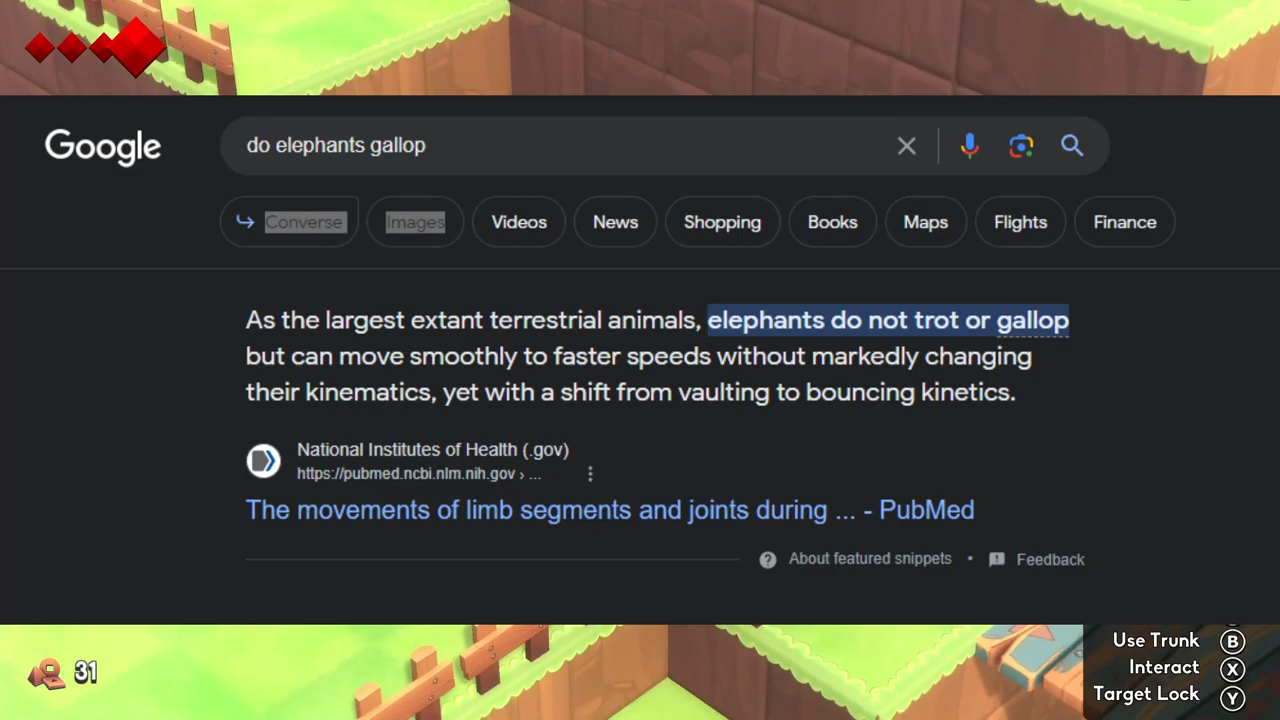 Google
do elephants gallop
Converse
Images
Videos
News
Shopping
Books
Maps
Flights
Finance
As the largest extant terrestrial animals, elephants do not trot or gallop
but can move smoothly to faster speeds without markedly changing
their kinematics, yet with a shift from vaulting to bouncing kinetics.
National Institutes of Health (.gov)
https://pubmed.ncbi.nlm.nih.gov › ...
The movements of limb segments and joints during ... - PubMed
About featured snippets • Feedback
31
Use Trunk B
Interact X
Target Lock Y